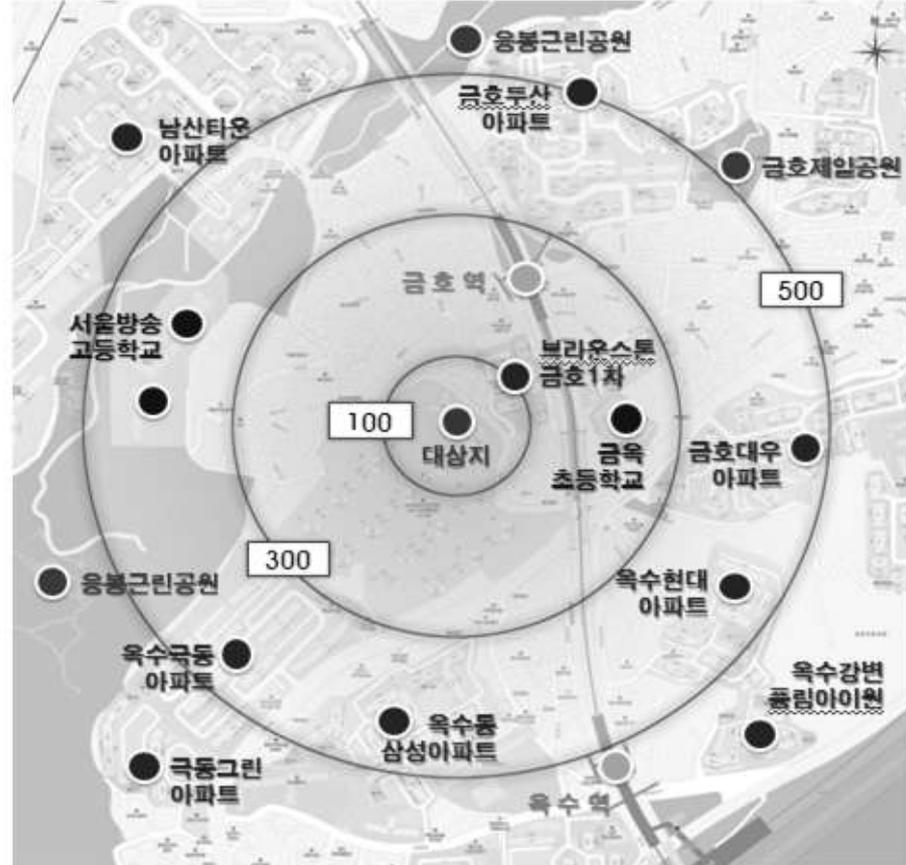 응봉근린공원
금호두산
아파트
남산타운
아파트
금호제일공원
금호역
500
서울방송
고등학교
브라운스톤
금호1차
100
대상지
금옥
초등학교
금호대우
아파트
300
응봉근린공원
옥수현대
아파트
옥수극동
아파트
옥수강변
풍림아이원
옥수동
삼성아파트
극동그린
아파트
옥수역